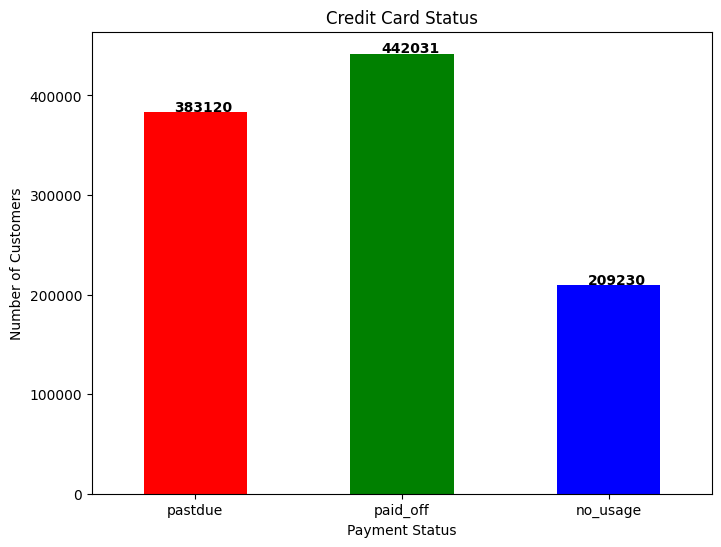 Credit Card Status
Number of Customers
400000
300000
200000
100000
0
383120
442031
209230
pastdue
paid_off
no_usage
Payment Status